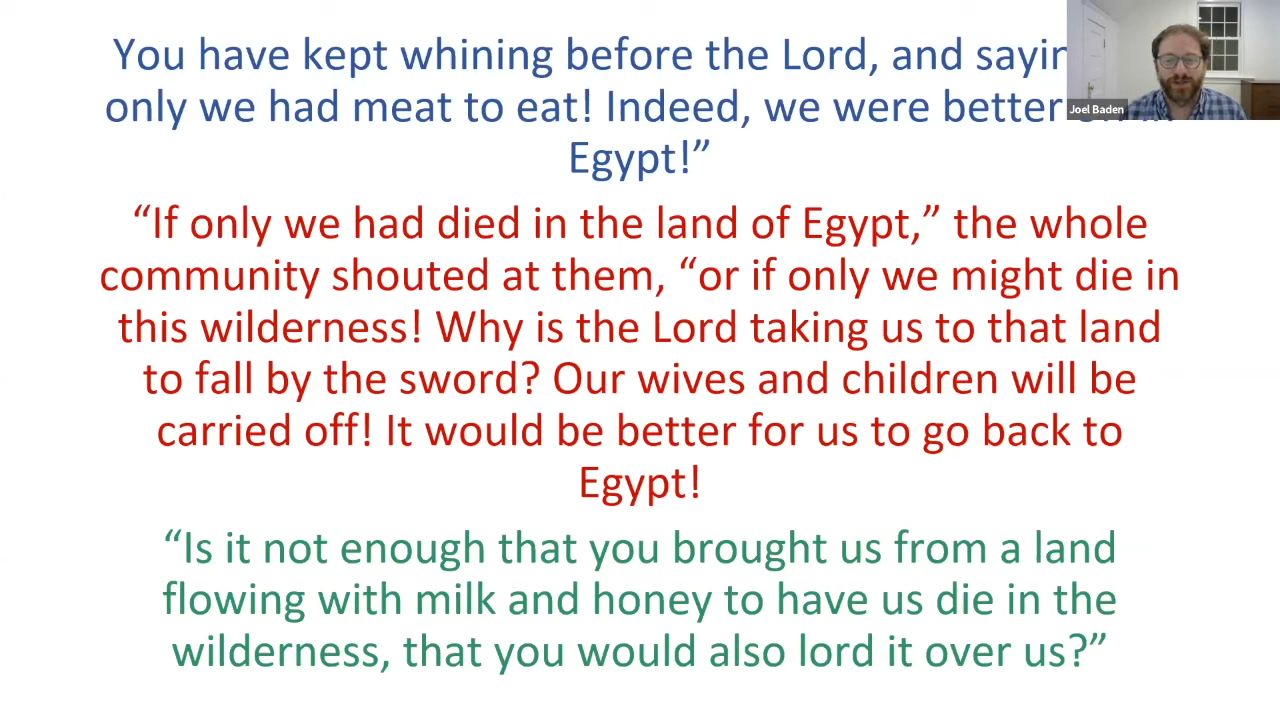 You have kept whining before the Lord, and sayin
only we had meat to eat! Indeed, we were better
Egypt!”
“If only we had died in the land of Egypt,” the whole
community shouted at them, “or if only we might die in
this wilderness! Why is the Lord taking us to that land
to fall by the sword? Our wives and children will be
carried off! It would be better for us to go back to
Egypt!
“Is it not enough that you brought us from a land
flowing with milk and honey to have us die in the
wilderness, that you would also lord it over us?”
Joel Baden